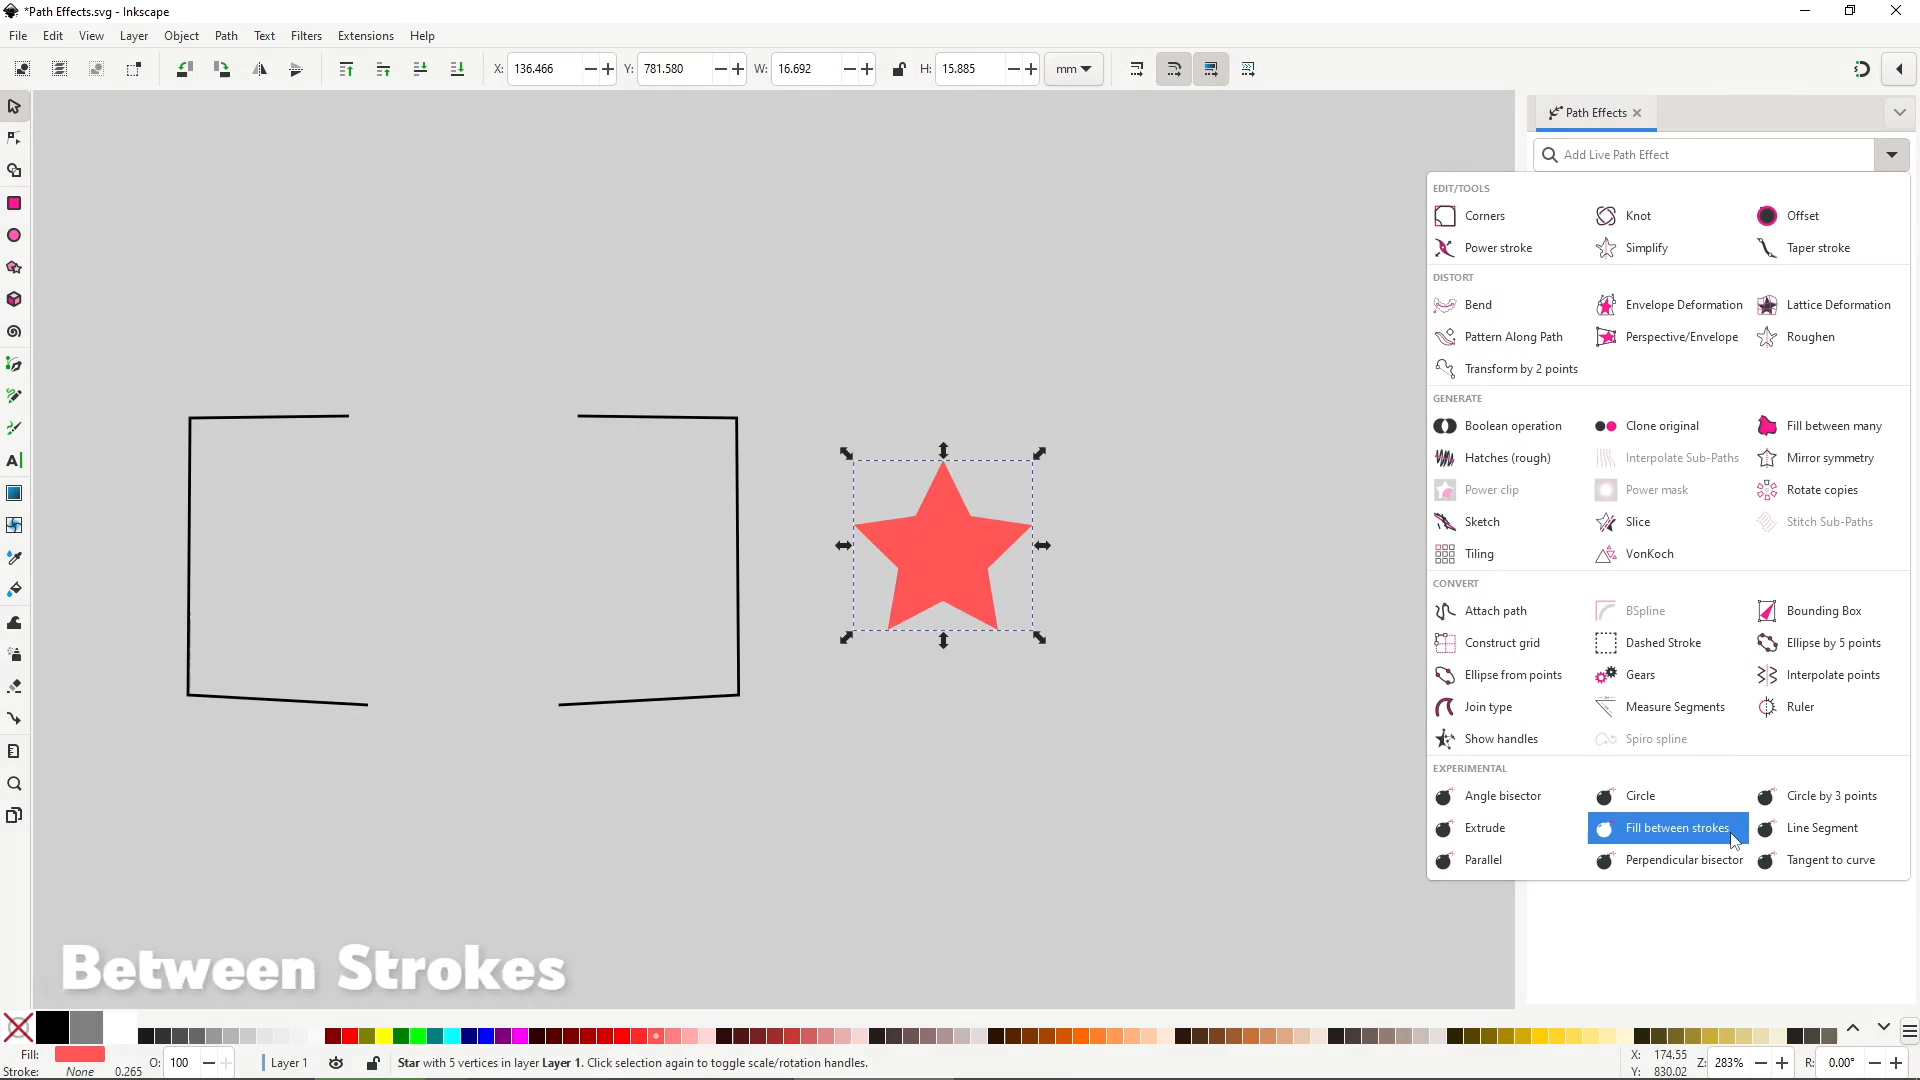 *Path Effects.svg - Inkscape
File Edit View Layer Object Path Text Filters Extensions Help
X: 136.466 Y: 781.580 W: 16.692 H: 15.885 mm
Path Effects
Add Live Path Effect
EDIT/TOOLS
Corners Knot Offset
Power stroke Simplify Taper stroke
DISTORT
Bend Envelope Deformation Lattice Deformation
Pattern Along Path Perspective/Envelope Roughen
Transform by 2 points
GENERATE
Boolean operation Clone original Fill between many
Hatches (rough) Interpolate Sub-Paths Mirror symmetry
Power clip Power mask Rotate copies
Sketch Slice Stitch Sub-Paths
Tiling VonKoch
CONVERT
Attach path BSpline Bounding Box
Construct grid Dashed Stroke Ellipse by 5 points
Ellipse from points Gears Interpolate points
Join type Measure Segments Ruler
Show handles Spiro spline
EXPERIMENTAL
Angle bisector Circle Circle by 3 points
Extrude Fill between strokes Line Segment
Parallel Perpendicular bisector Tangent to curve
Between Strokes
Fill: O: 100 Layer 1 Star with 5 vertices in layer Layer 1. Click selection again to toggle scale/rotation handles. X: 174.55 Z: 283% R: 0.00°
Stroke: None 0.265 Y: 830.02